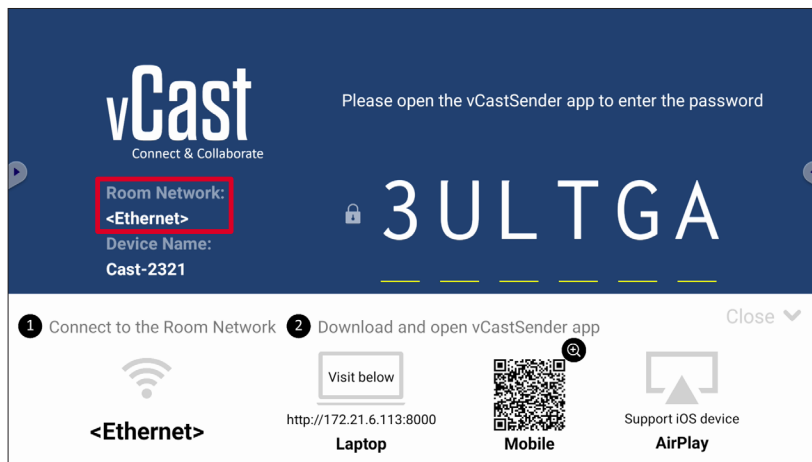 vCast
Connect & Collaborate
Please open the vCastSender app to enter the password
Room Network:
<Ethernet>
Device Name:
Cast-2321
3ULTGA
1 Connect to the Room Network
2 Download and open vCastSender app
Close
<Ethernet>
Visit below
http://172.21.6.113:8000
Laptop
Mobile
Support iOS device
AirPlay